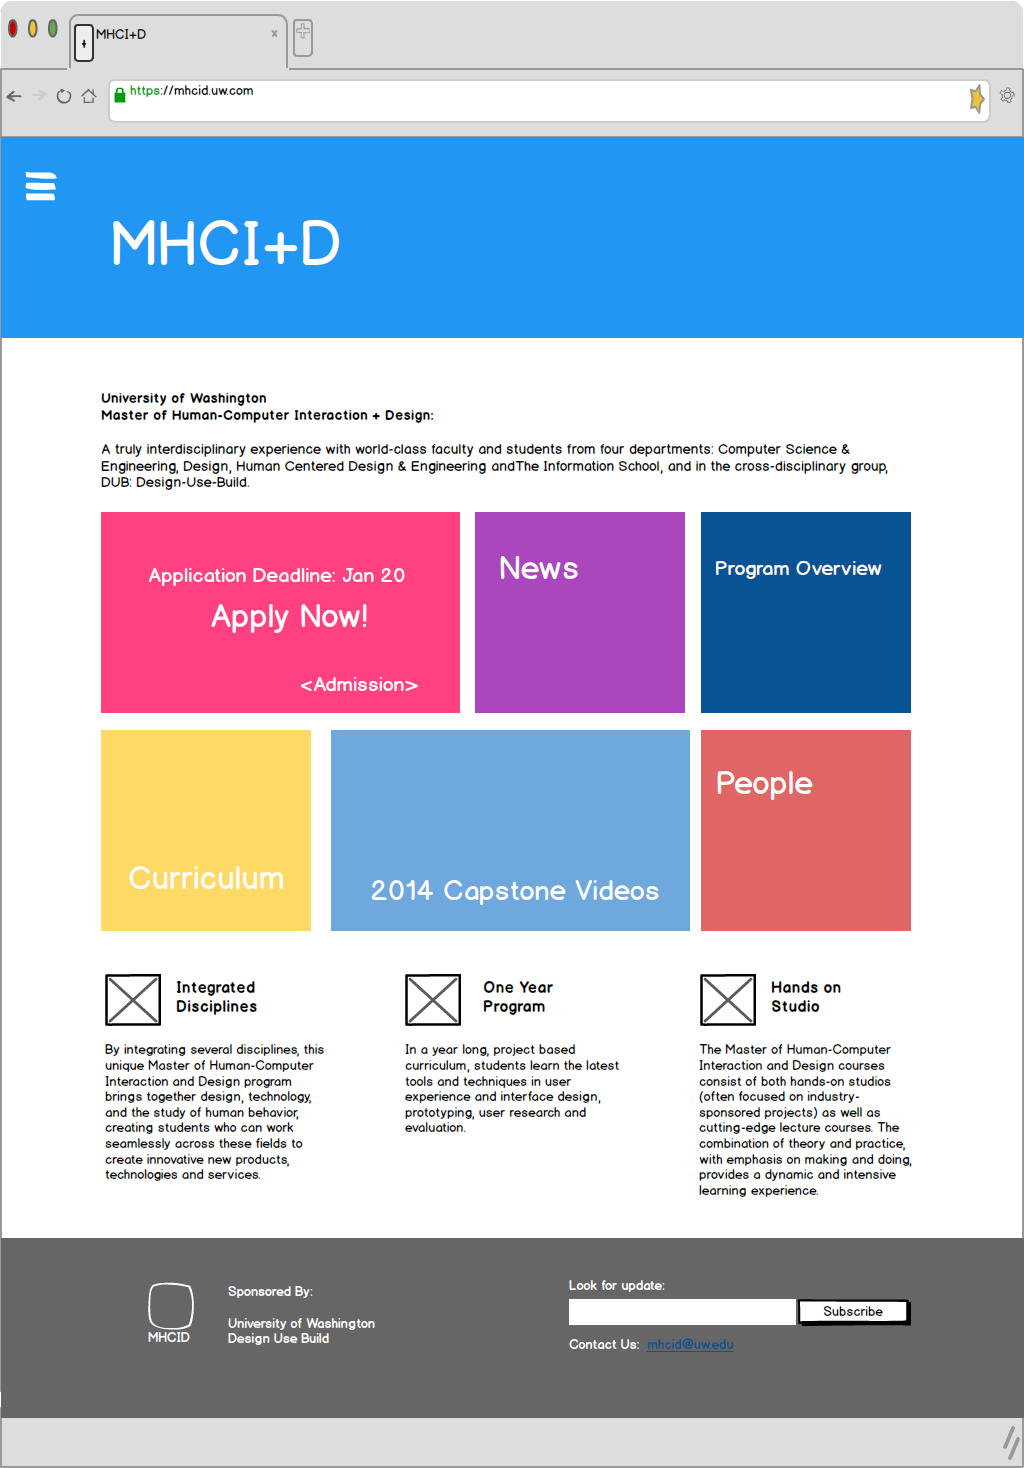 MHCI+D
x
https://mhcid.uw.com
MHCI+D
University of Washington
Master of Human-Computer Interaction + Design:
A truly interdisciplinary experience with world-class faculty and students from four departments: Computer Science &
Engineering, Design, Human Centered Design & Engineering andThe Information School, and in the cross-disciplinary group,
DUB: Design-Use-Build.
Application Deadline: Jan 20
Apply Now!
<Admission>
News
Program Overview
Curriculum
2014 Capstone Videos
People
Integrated
Disciplines
By integrating several disciplines, this
unique Master of Human-Computer
Interaction and Design program
brings together design, technology,
and the study of human behavior,
creating students who can work
seamlessly across these fields to
create innovative new products,
technologies and services.
One Year
Program
In a year long, project based
curriculum, students learn the latest
tools and techniques in user
experience and interface design,
prototyping, user research and
evaluation.
Hands on
Studio
The Master of Human-Computer
Interaction and Design courses
consist of both hands-on studios
(often focused on industry-
sponsored projects) as well as
cutting-edge lecture courses. The
combination of theory and practice,
with emphasis on making and doing,
provides a dynamic and intensive
learning experience.
MHCID
Sponsored By:
University of Washington
Design Use Build
Look for update:
Subscribe
Contact Us: mhcid@uw.edu